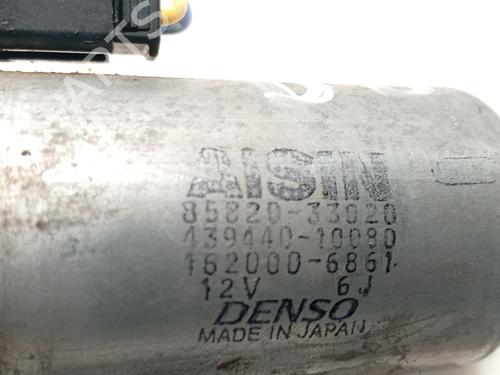 AISIN
85820-33020
439440-10080
162000-6861
12V 6J
DENSO
MADE IN JAPAN